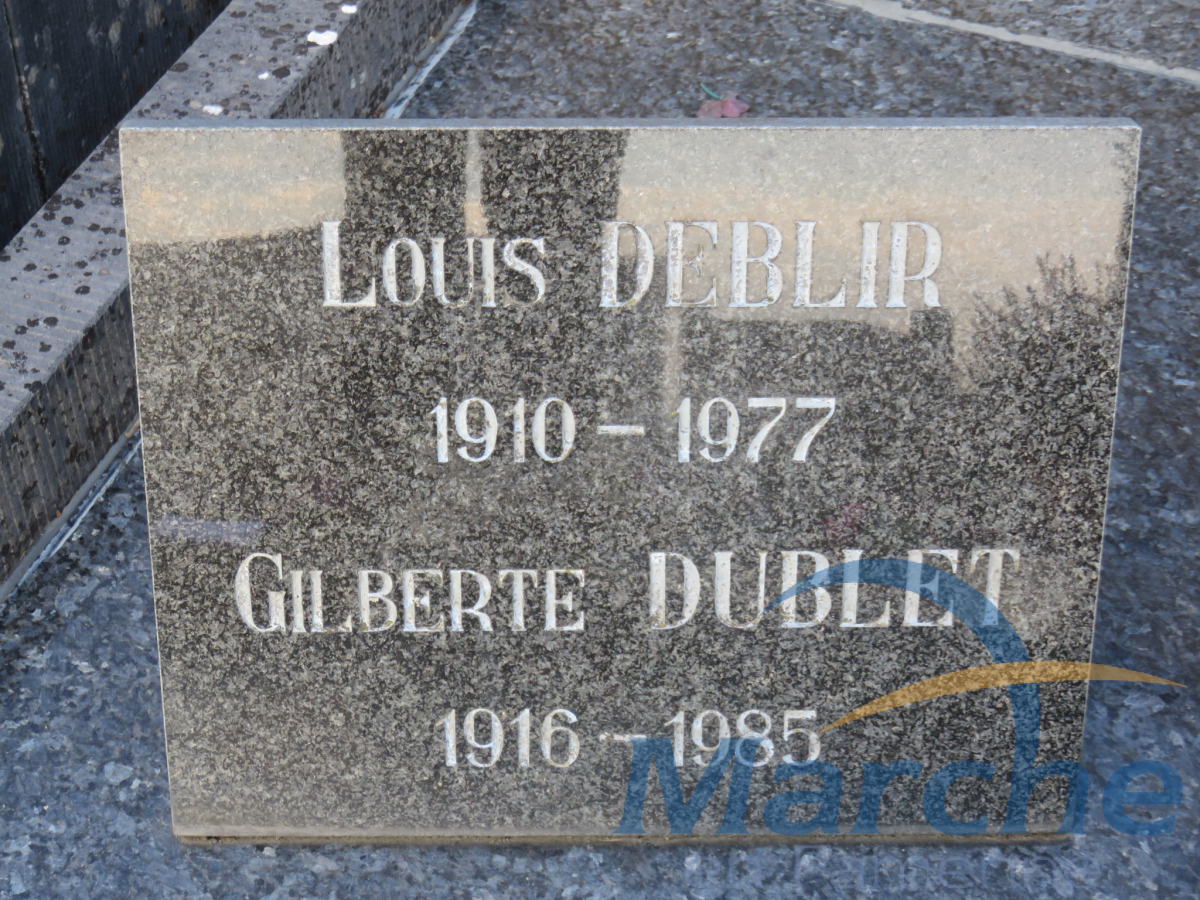 Louis DEBLIR
1910 - 1977
Gilberte DUBLET
1916 - 1985
Marche